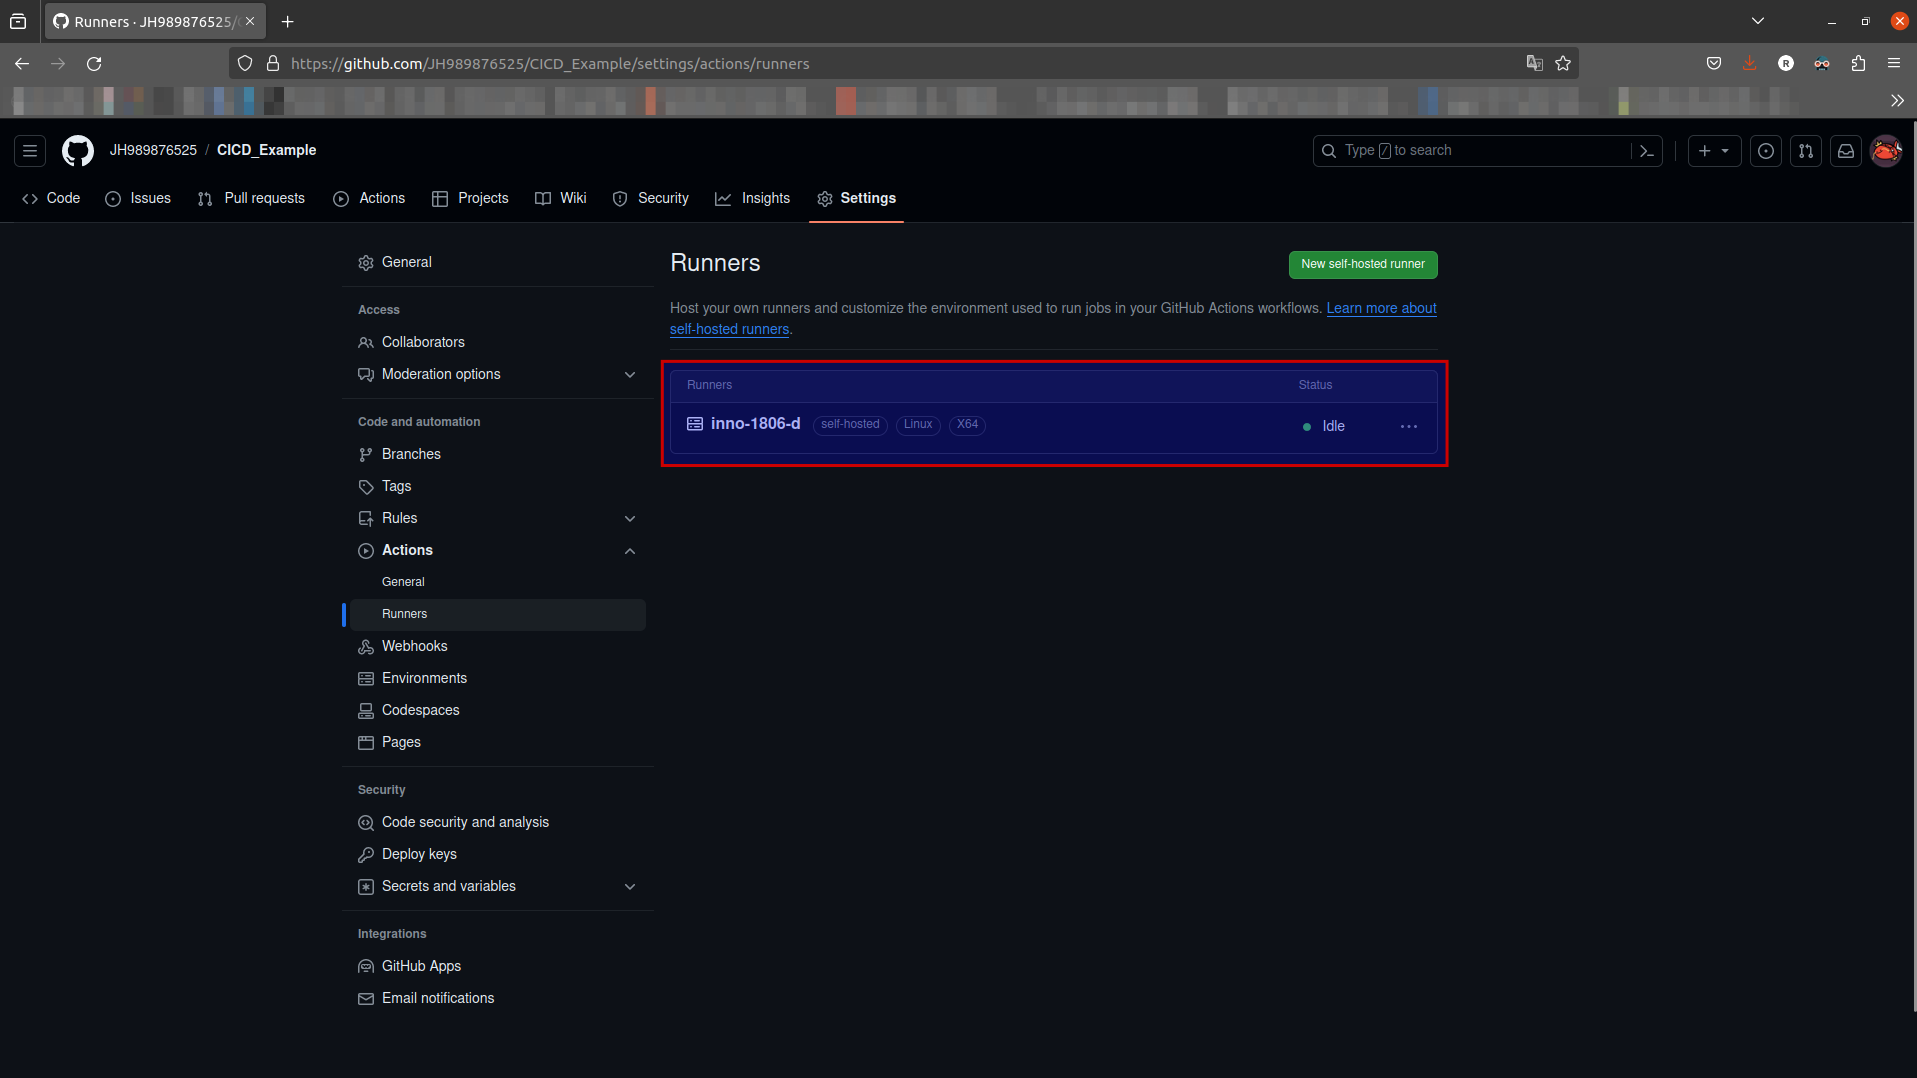 Runners · JH989876525/
https://github.com/JH989876525/CICD_Example/settings/actions/runners
R
JH989876525 / CICD_Example
Type / to search
Code
Issues
Pull requests
Actions
Projects
Wiki
Security
Insights
Settings
General
Access
Collaborators
Moderation options
Code and automation
Branches
Tags
Rules
Actions
General
Runners
Webhooks
Environments
Codespaces
Pages
Security
Code security and analysis
Deploy keys
Secrets and variables
Integrations
GitHub Apps
Email notifications
Runners
New self-hosted runner
Host your own runners and customize the environment used to run jobs in your GitHub Actions workflows. Learn more about
self-hosted runners.
Runners Status
inno-1806-d self-hosted Linux X64 Idle